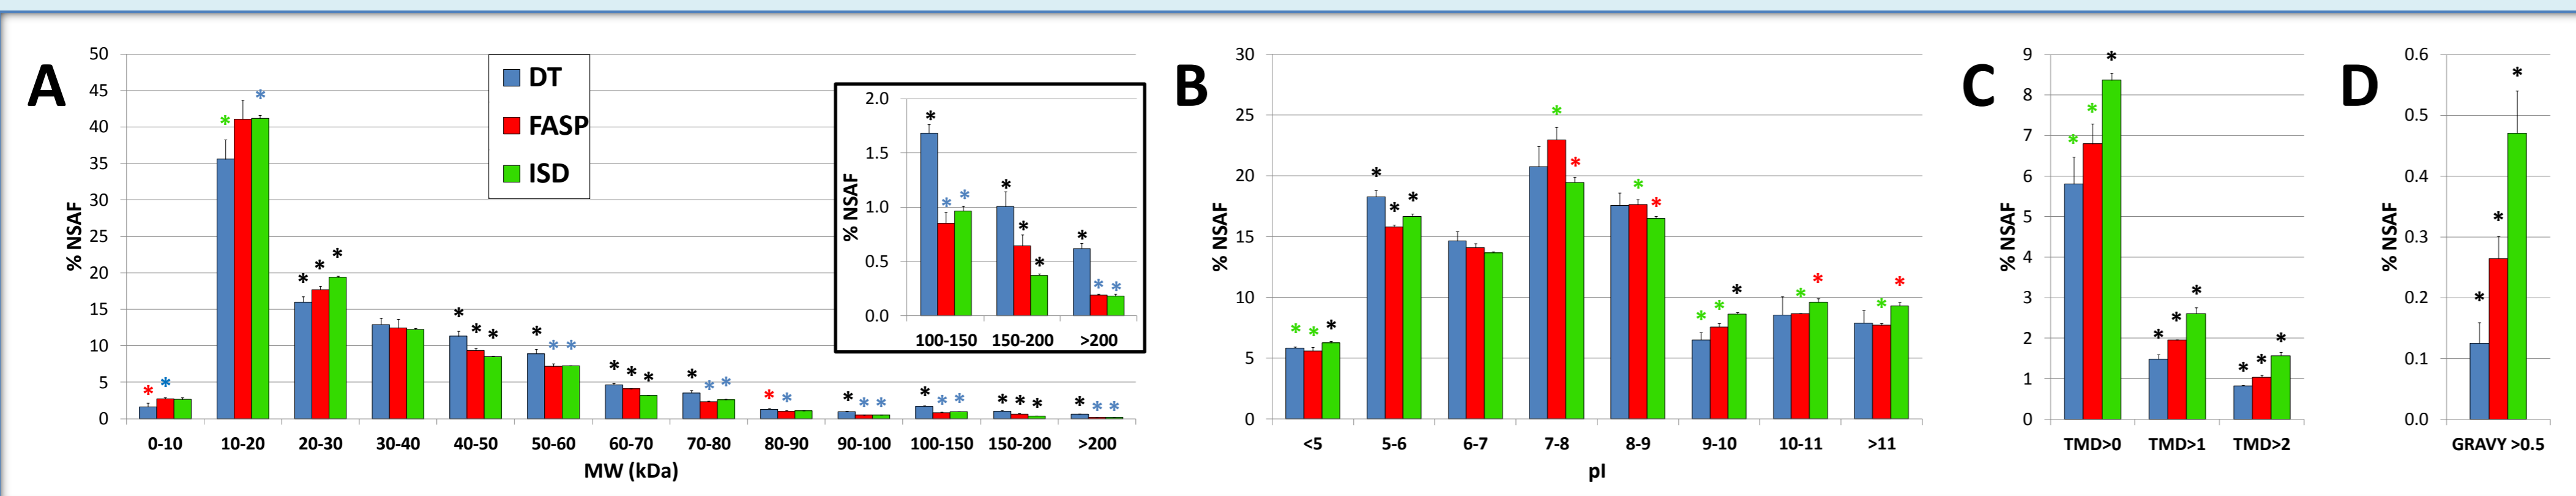 A
50
45
40
35
30
25
20
15
10
5
0
% NSAF
DT
FASP
ISD
* * * * * * * * * * * * * * * * * * * * * * * * * * * * * * * *
0-10 10-20 20-30 30-40 40-50 50-60 60-70 70-80 80-90 90-100 100-150 150-200 >200
MW (kDa)
2.0
1.5
1.0
0.5
0.0
% NSAF
* * * * * * * * *
100-150 150-200 >200
B
30
25
20
15
10
5
0
% NSAF
* * * * * * * * * * * * * * * * * *
<5 5-6 6-7 7-8 8-9 9-10 10-11 >11
pI
C
9
8
7
6
5
4
3
2
1
0
% NSAF
* * * * * * * * *
TMD>0 TMD>1 TMD>2
D
0.6
0.5
0.4
0.3
0.2
0.1
0.0
% NSAF
* * *
GRAVY >0.5